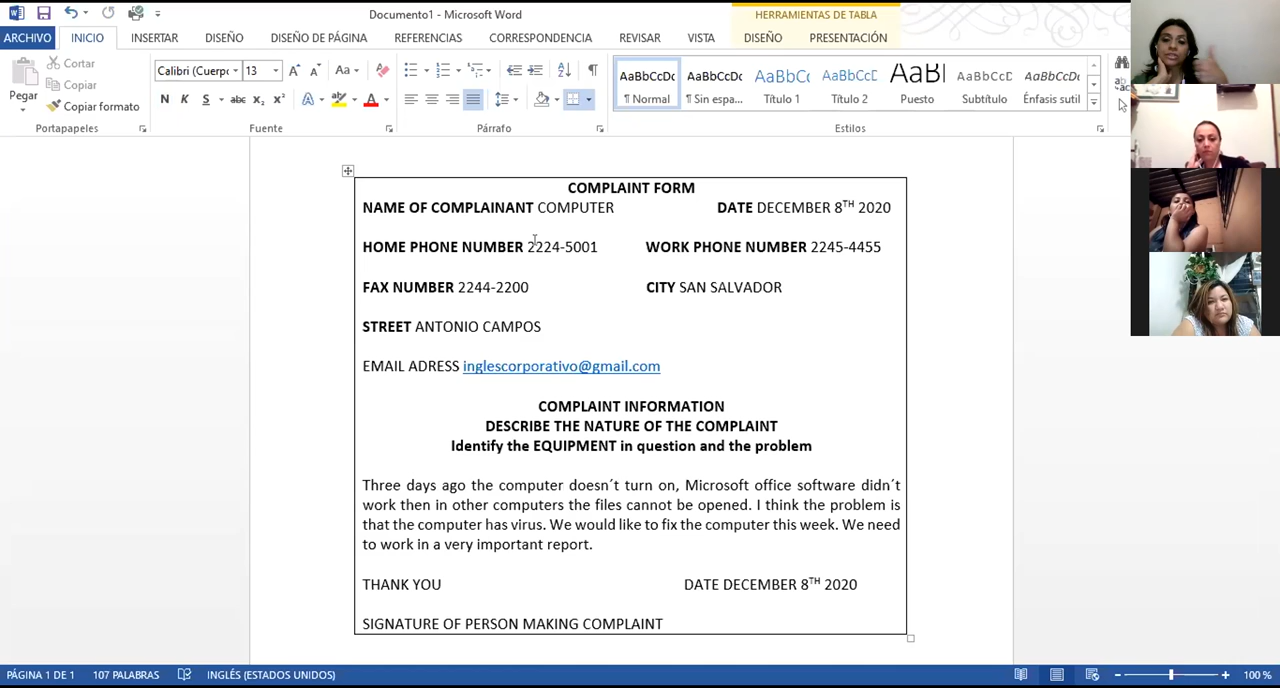 Documento1 - Microsoft Word
HERRAMIENTAS DE TABLA
ARCHIVO INICIO INSERTAR DISEÑO DISEÑO DE PÁGINA REFERENCIAS CORRESPONDENCIA REVISAR VISTA DISEÑO PRESENTACIÓN
Pegar
Cortar
Copiar
Copiar formato
Portapapeles
Calibri (Cuerpo 13
N K S abc x₂ x²
Fuente
Párrafo
AaBbCcDc AaBbCcDc AaBbC( AaBbCcD AaB AaBbCcD AaBbCcDc
¶ Normal ¶ Sin espa... Título 1 Título 2 Puesto Subtítulo Énfasis sutil
Estilos
COMPLAINT FORM
NAME OF COMPLAINANT COMPUTER DATE DECEMBER 8TH 2020
HOME PHONE NUMBER 2224-5001 WORK PHONE NUMBER 2245-4455
FAX NUMBER 2244-2200 CITY SAN SALVADOR
STREET ANTONIO CAMPOS
EMAIL ADRESS inglescorporativo@gmail.com
COMPLAINT INFORMATION
DESCRIBE THE NATURE OF THE COMPLAINT
Identify the EQUIPMENT in question and the problem
Three days ago the computer doesn´t turn on, Microsoft office software didn´t
work then in other computers the files cannot be opened. I think the problem is
that the computer has virus. We would like to fix the computer this week. We need
to work in a very important report.
THANK YOU DATE DECEMBER 8TH 2020
SIGNATURE OF PERSON MAKING COMPLAINT
PÁGINA 1 DE 1 107 PALABRAS INGLÉS (ESTADOS UNIDOS) 100 %